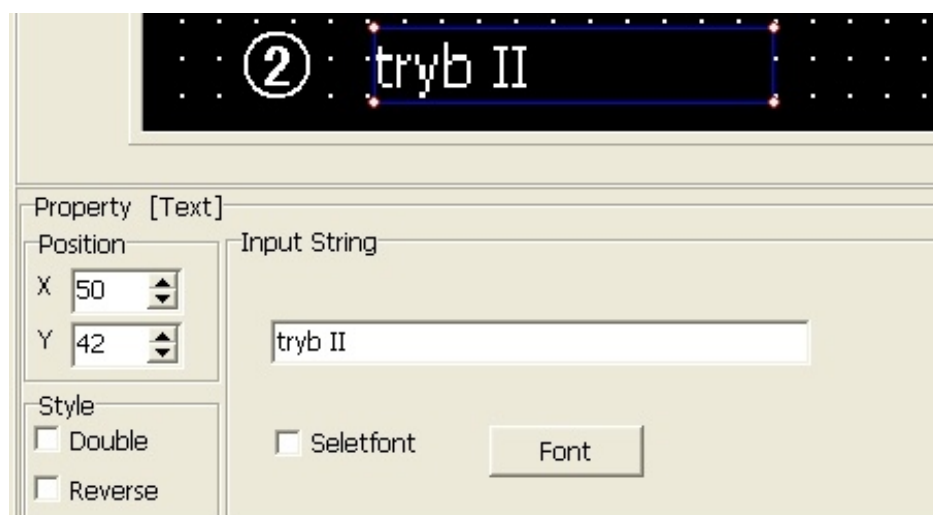 ② tryb II
Property [Text]
Position
X 50
Y 42
Input String
tryb II
Style
Double
Reverse
Seletfont
Font